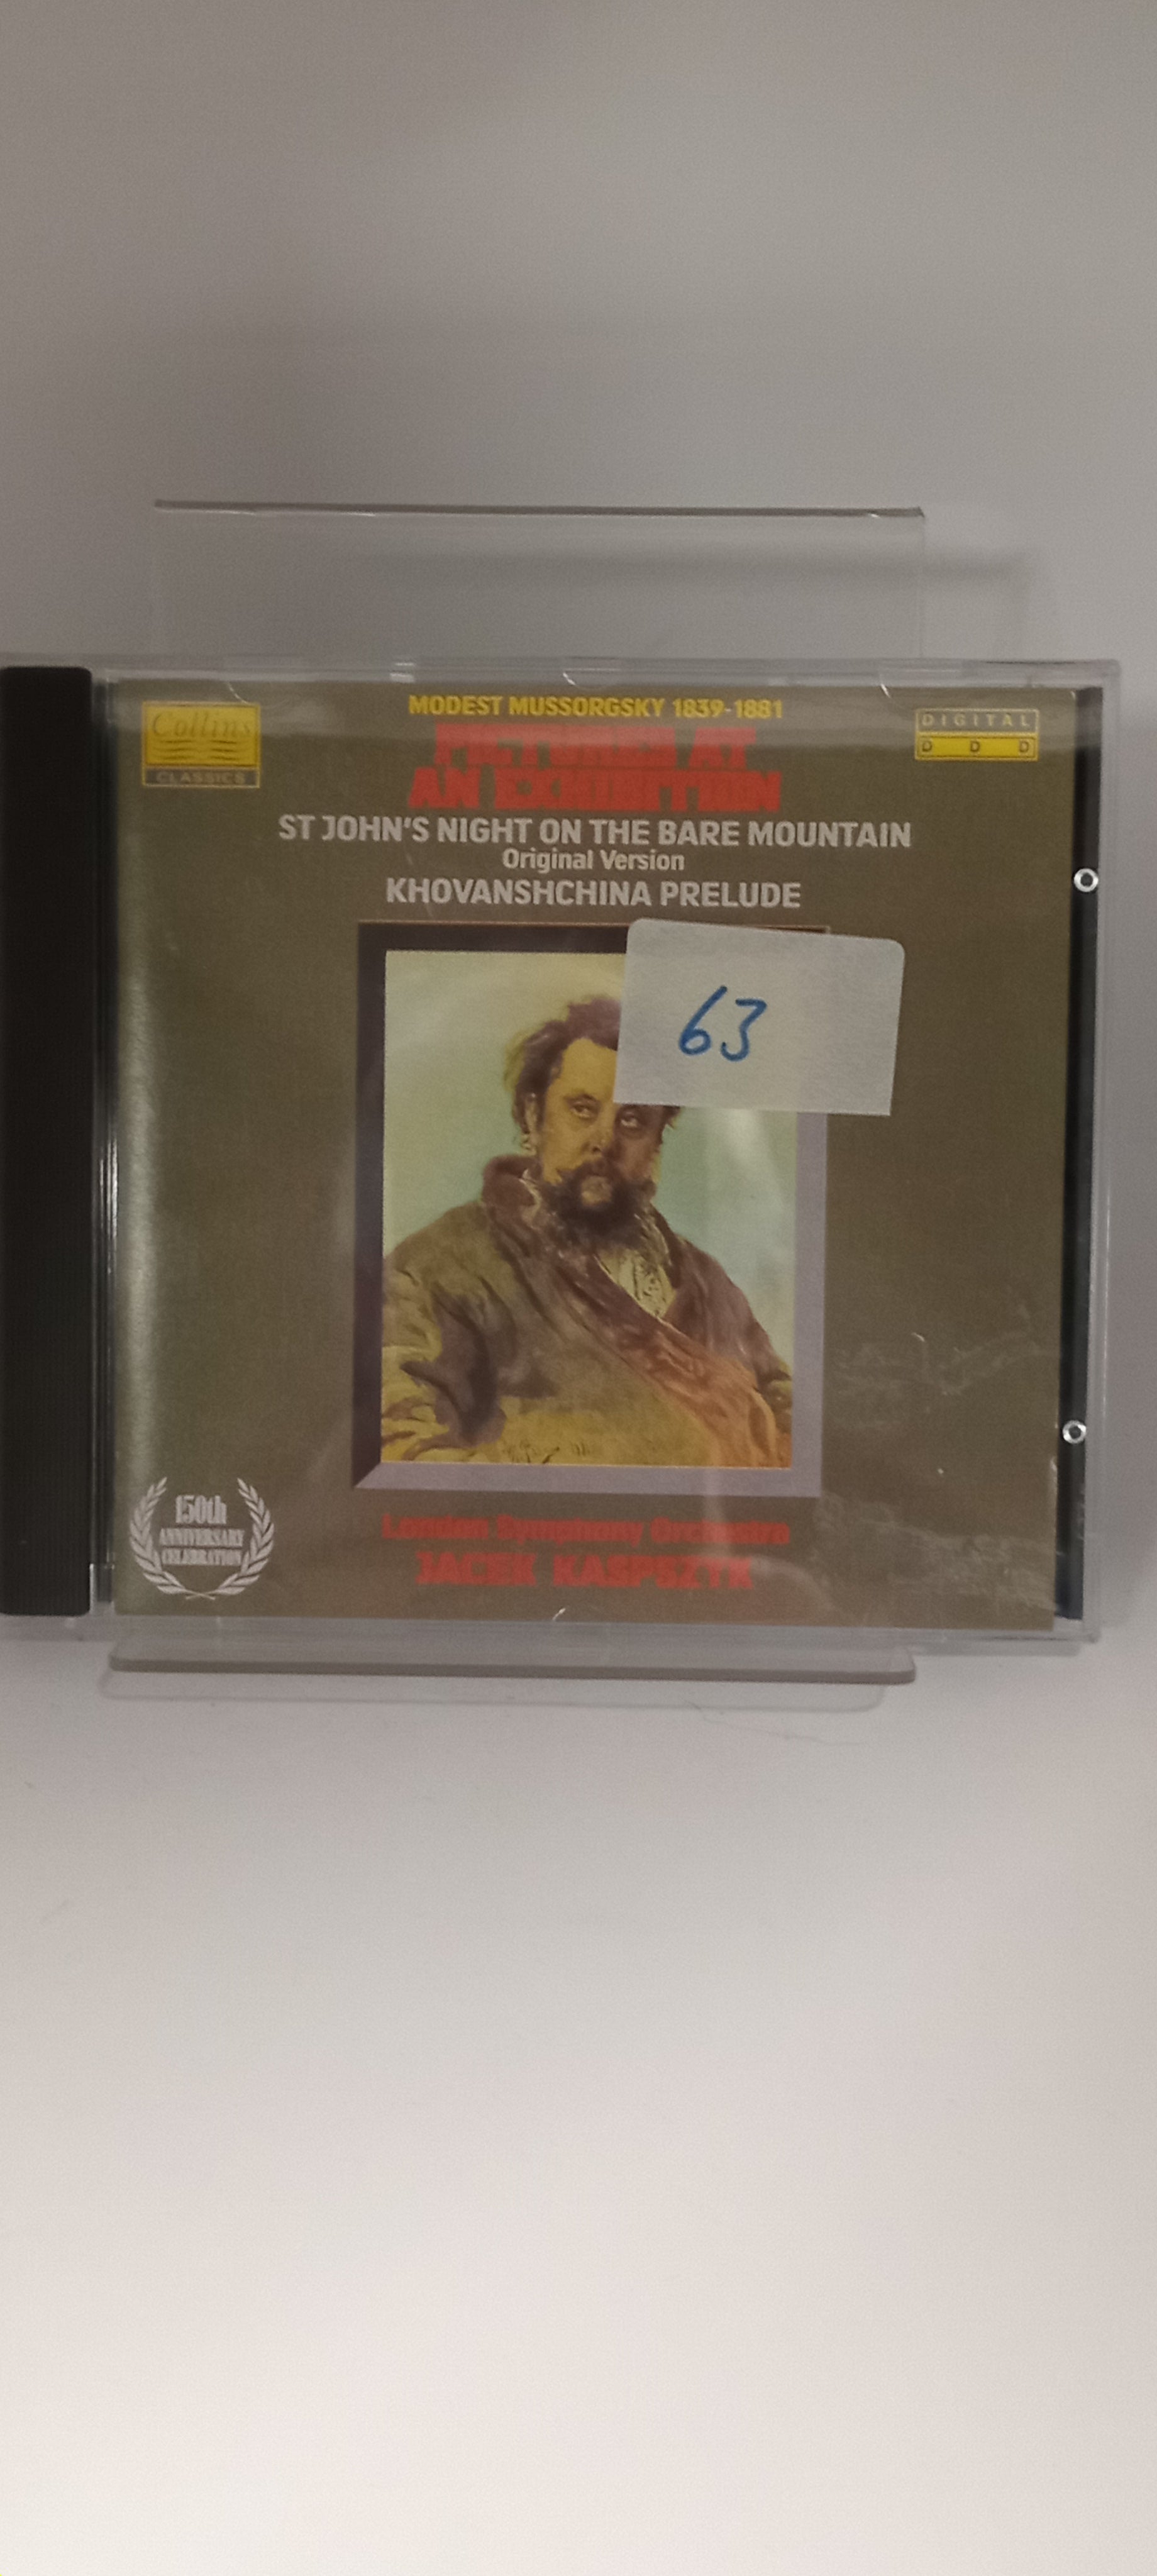 Collins
CLASSICS
MODEST MUSSORGSKY 1839-1881
DIGITAL
D D D
PICTURES AT
AN EXHIBITION
ST JOHN'S NIGHT ON THE BARE MOUNTAIN
Original Version
KHOVANSHCHINA PRELUDE
63
150th
ANNIVERSARY
CELEBRATION
London Symphony Orchestra
JACEK KASPSZYK